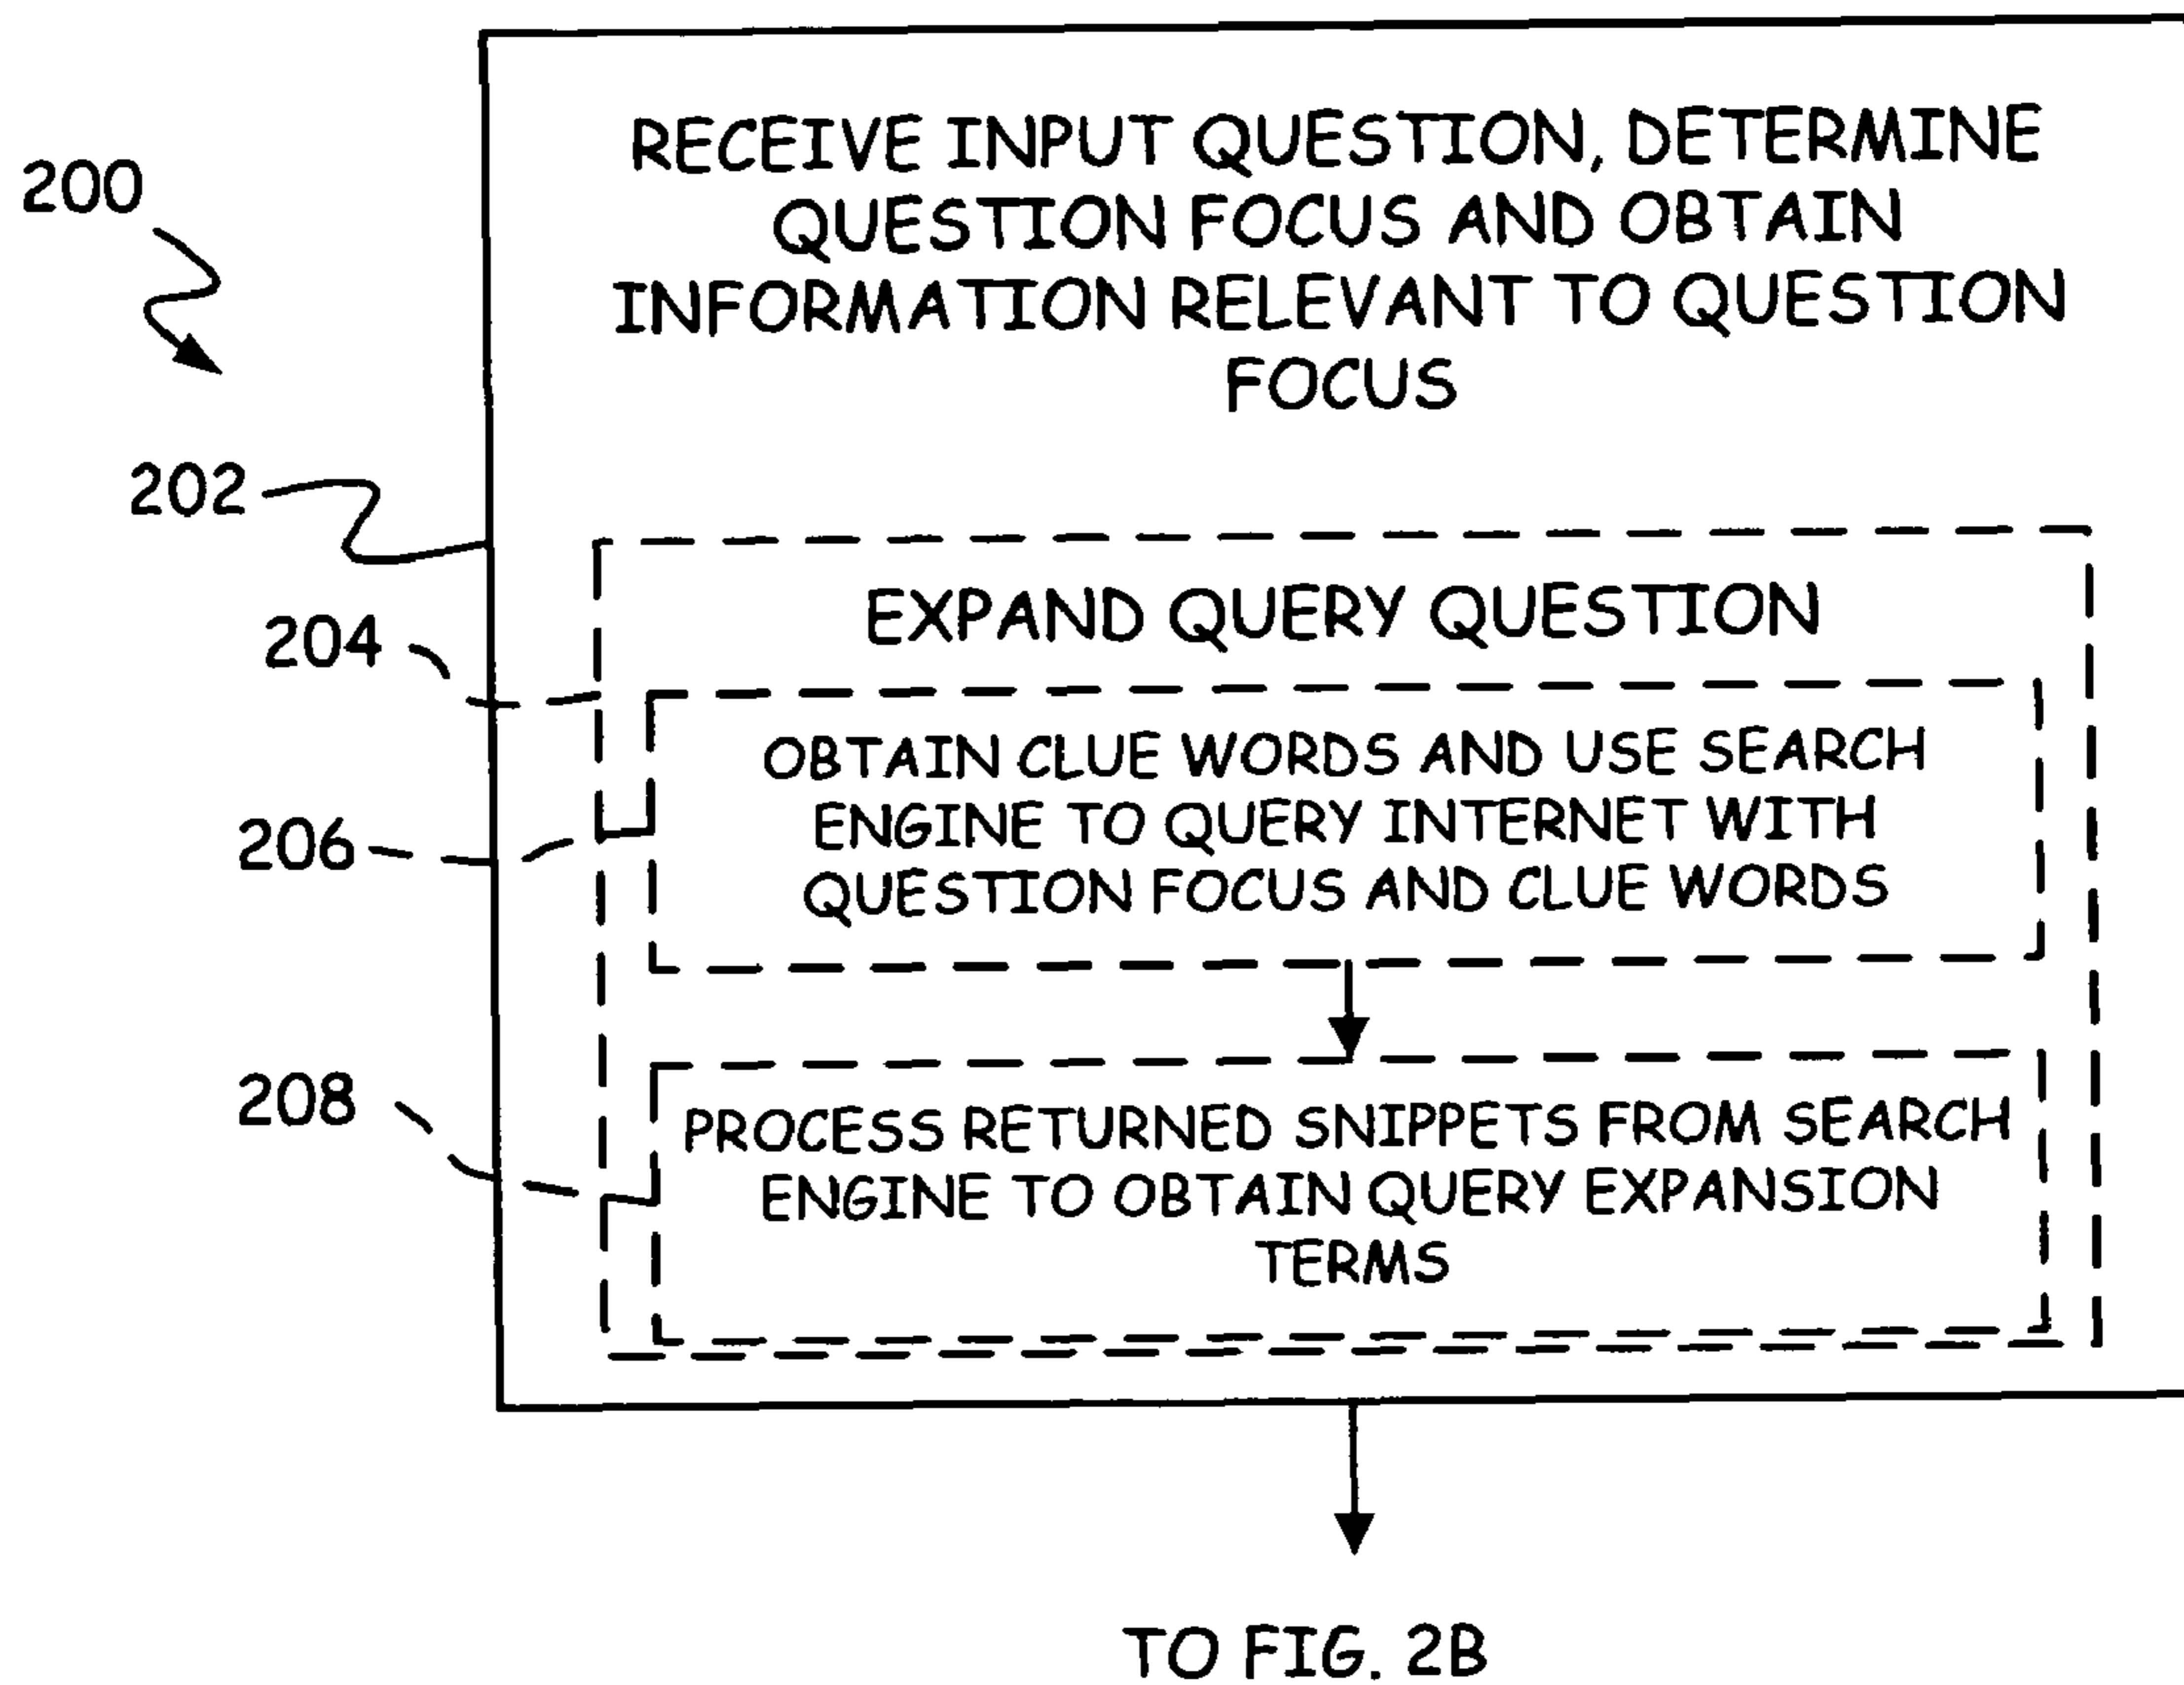 200
RECEIVE INPUT QUESTION, DETERMINE
QUESTION FOCUS AND OBTAIN
INFORMATION RELEVANT TO QUESTION
FOCUS
202
204
EXPAND QUERY QUESTION
206
OBTAIN CLUE WORDS AND USE SEARCH
ENGINE TO QUERY INTERNET WITH
QUESTION FOCUS AND CLUE WORDS
208
PROCESS RETURNED SNIPPETS FROM SEARCH
ENGINE TO OBTAIN QUERY EXPANSION
TERMS
TO FIG. 2B